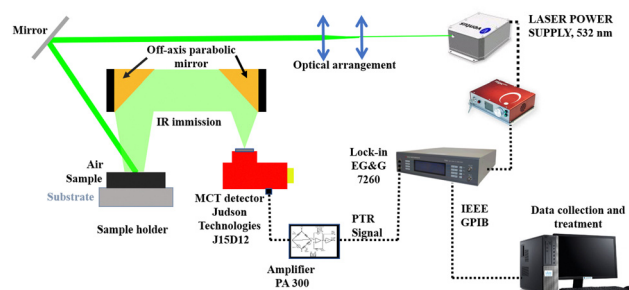 Mirror
Off-axis parabolic
mirror
Optical arrangement
LASER POWER
SUPPLY, 532 nm
IR immission
Air
Sample
Substrate
Sample holder
MCT detector
Judson
Technologies
J15D12
Lock-in
EG&G
7260
PTR
Signal
Amplifier
PA 300
IEEE
GPIB
Data collection and
treatment